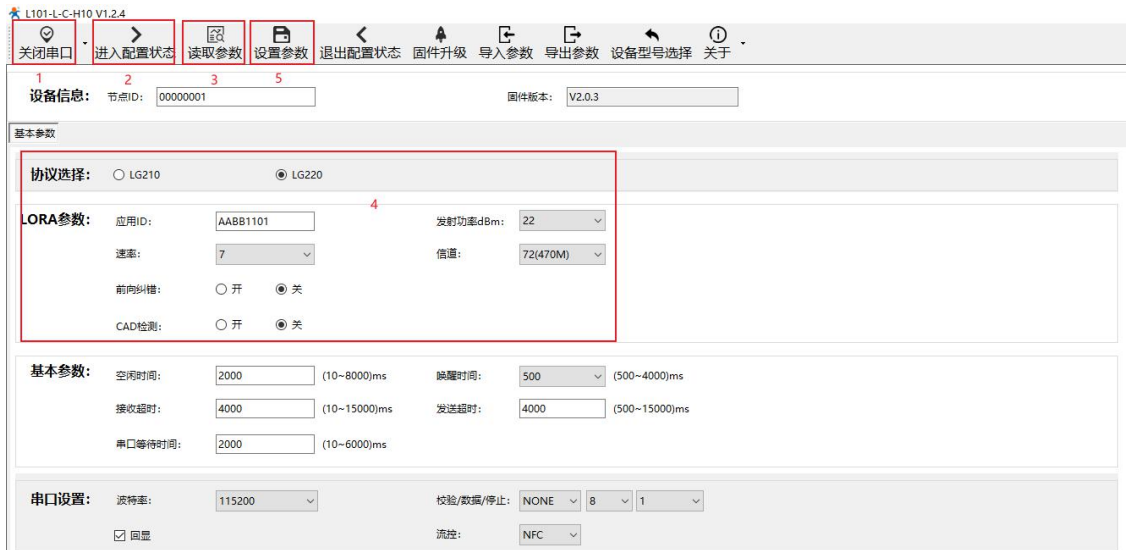 L101-L-C-H10 V1.2.4
关闭串口 进入配置状态 读取参数 设置参数 退出配置状态 固件升级 导入参数 导出参数 设备型号选择 关于
1 2 3 5
设备信息: 节点ID: 00000001 固件版本: V2.0.3
基本参数
协议选择: LG210 LG220
4
LORA参数: 应用ID: AABB1101 发射功率dBm: 22
速率: 7 信道: 72(470M)
前向纠错: 开 关
CAD检测: 开 关
基本参数: 空闲时间: 2000 (10~8000)ms 唤醒时间: 500 (500~4000)ms
接收超时: 4000 (10~15000)ms 发送超时: 4000 (500~15000)ms
串口等待时间: 2000 (10~6000)ms
串口设置: 波特率: 115200 校验/数据/停止: NONE 8 1
回显 流控: NFC